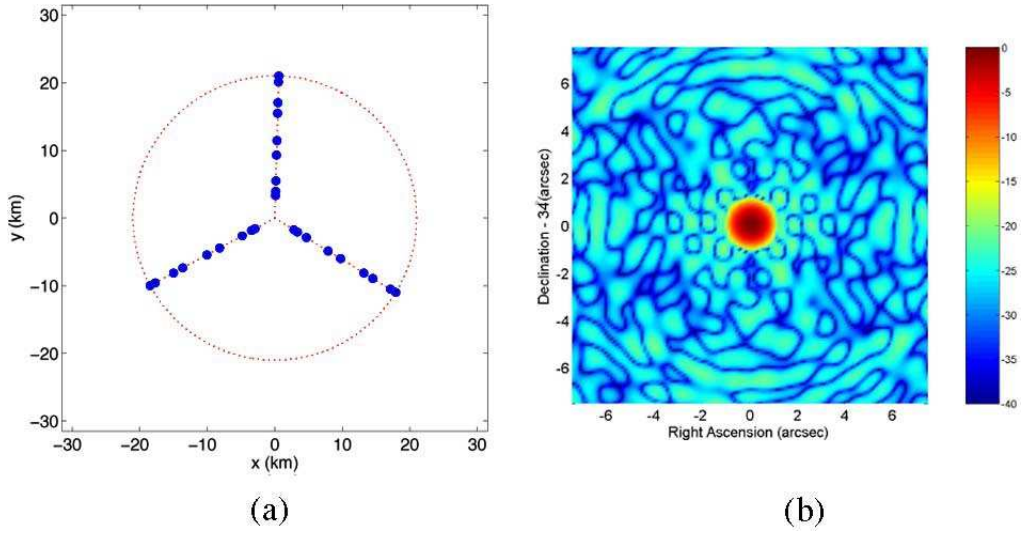 30
20
10
0
−10
−20
−30
y (km)
−30 −20 −10 0 10 20 30
x (km)
(a)
6
4
2
0
-2
-4
-6
Declination - 34(arcsec)
-6 -4 -2 0 2 4 6
Right Ascension (arcsec)
0
-5
-10
-15
-20
-25
-30
-35
-40
(b)